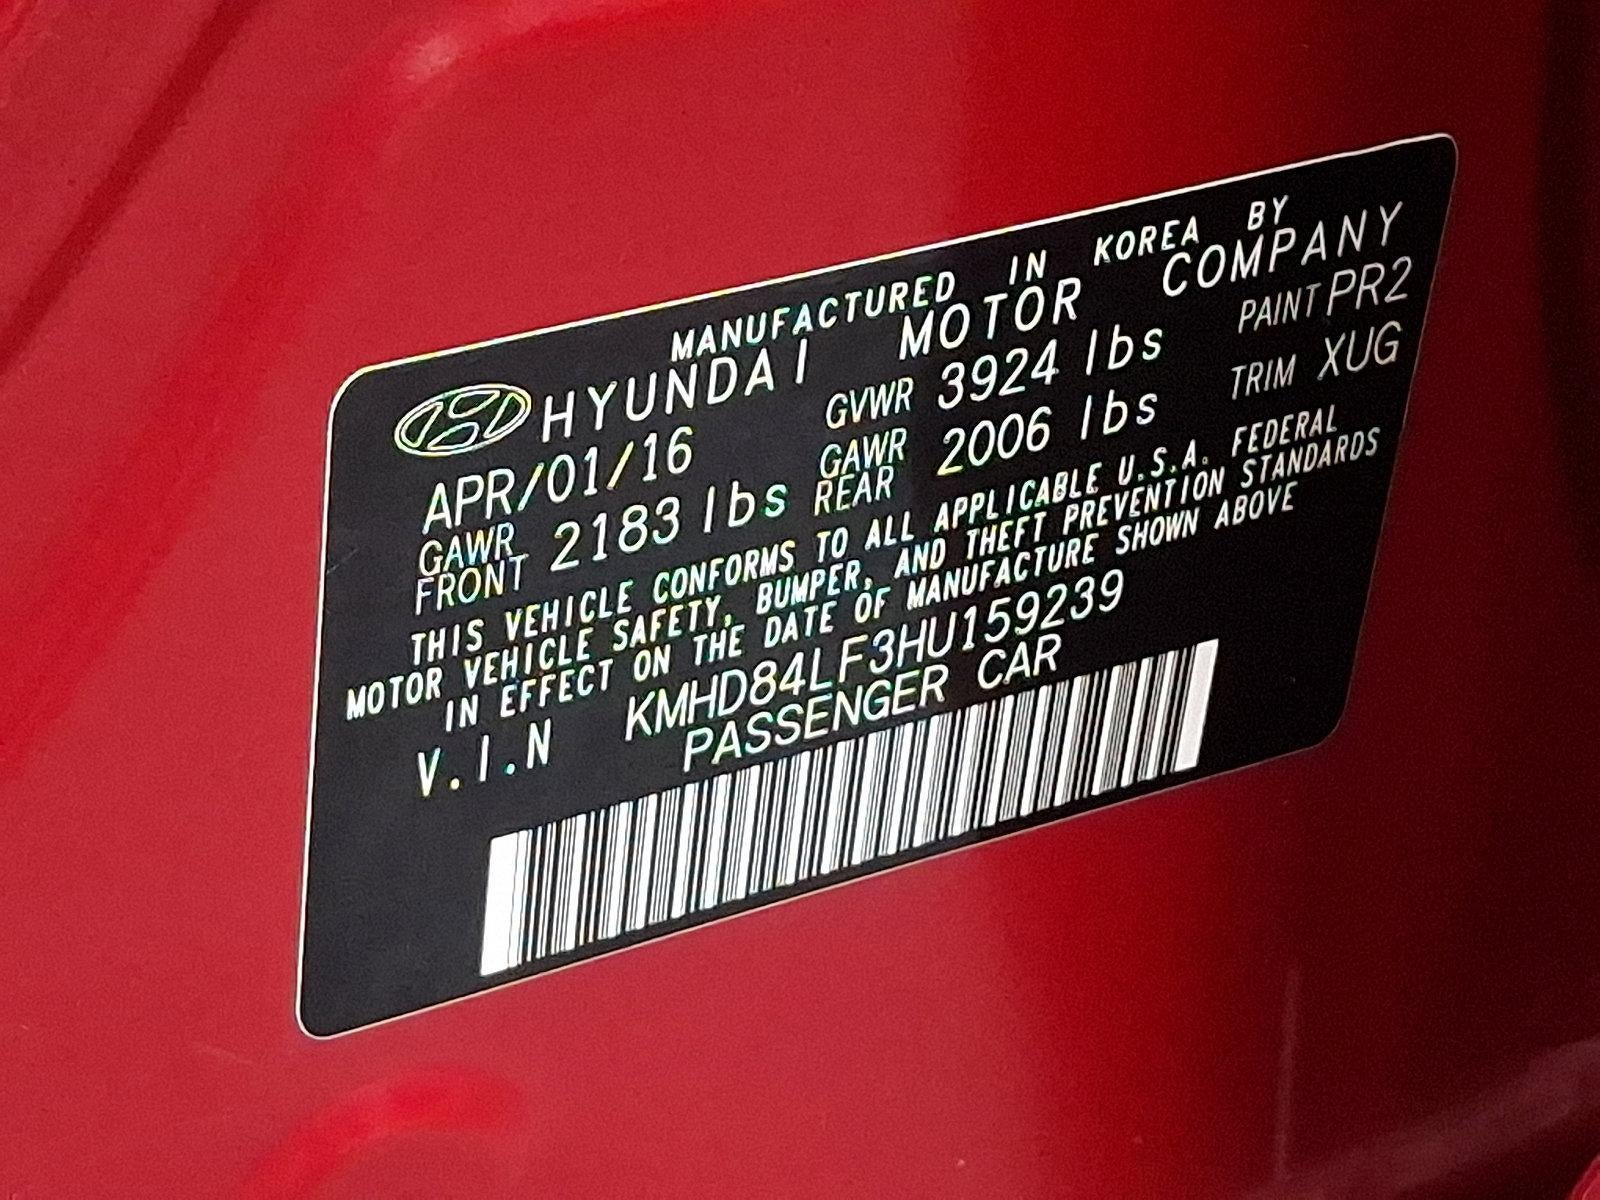 MANUFACTURED IN KOREA BY
HYUNDAI MOTOR COMPANY
APR/01/16 GVWR 3924 lbs PAINT PR2
GAWR FRONT 2183 lbs GAWR REAR 2006 lbs TRIM XUG
THIS VEHICLE CONFORMS TO ALL APPLICABLE U.S.A. FEDERAL
MOTOR VEHICLE SAFETY, BUMPER, AND THEFT PREVENTION STANDARDS
IN EFFECT ON THE DATE OF MANUFACTURE SHOWN ABOVE
V.I.N KMHD84LF3HU159239
PASSENGER CAR